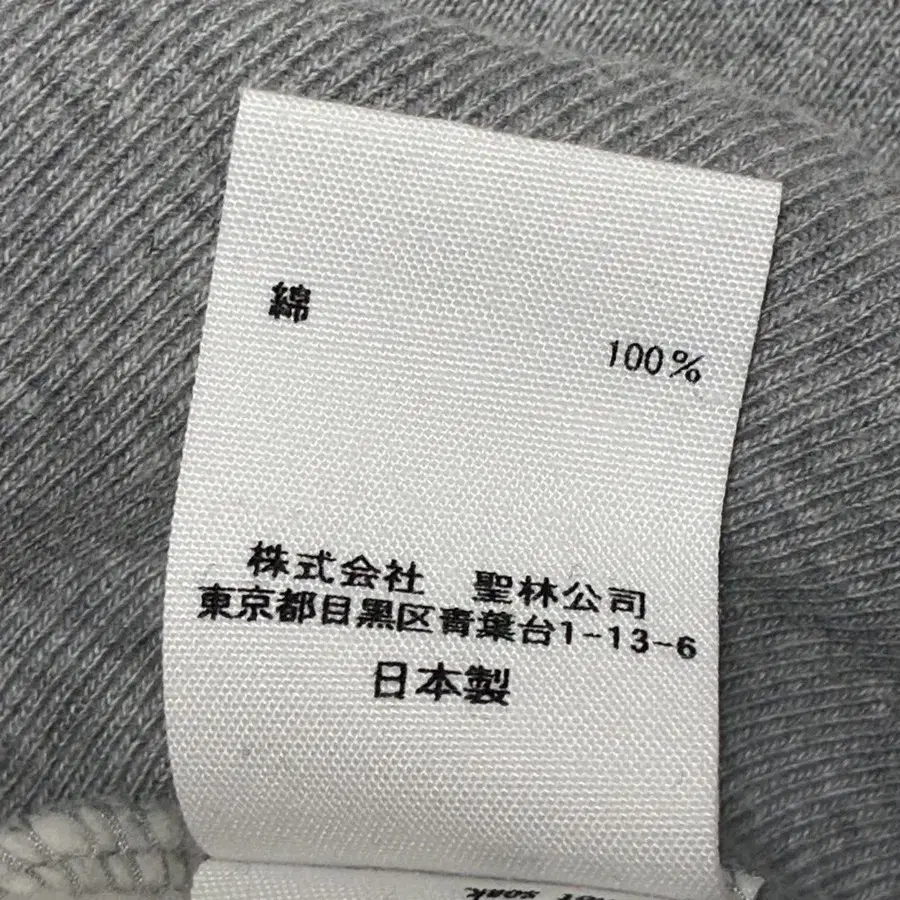 綿
100%
株式会社　聖林公司
東京都目黒区青葉台1-13-6
日本製
soak